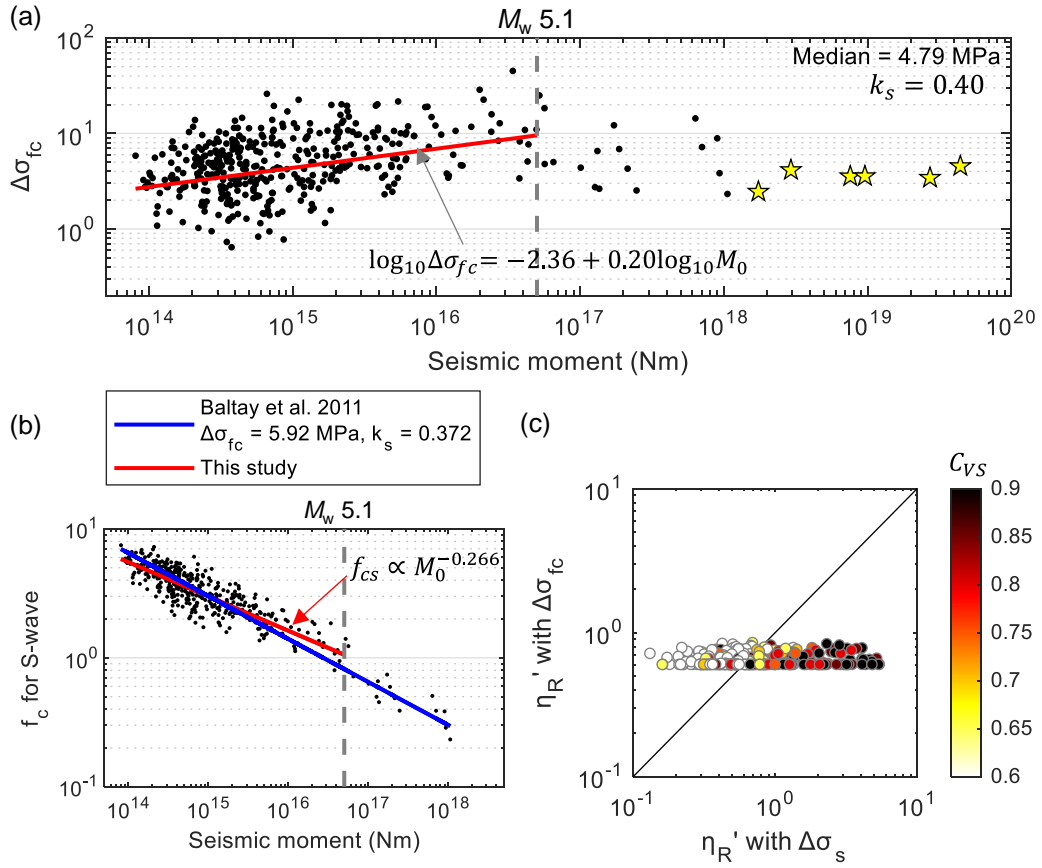 (a)
M_w 5.1
10^2
10^1
10^0
Δσ_fc
Median = 4.79 MPa
k_s = 0.40
log_10Δσ_fc = −2.36 + 0.20log_10M_0
10^14 10^15 10^16 10^17 10^18 10^19 10^20
Seismic moment (Nm)
(b)
Baltay et al. 2011
Δσ_fc = 5.92 MPa, k_s = 0.372
This study
M_w 5.1
10^1
10^0
10^-1
f_c for S-wave
f_cs ∝ M_0^−0.266
10^14 10^15 10^16 10^17 10^18
Seismic moment (Nm)
(c)
10^1
10^0
10^-1
η_R' with Δσ_fc
10^-1 10^0 10^1
η_R' with Δσ_s
C_VS
0.9
0.85
0.8
0.75
0.7
0.65
0.6